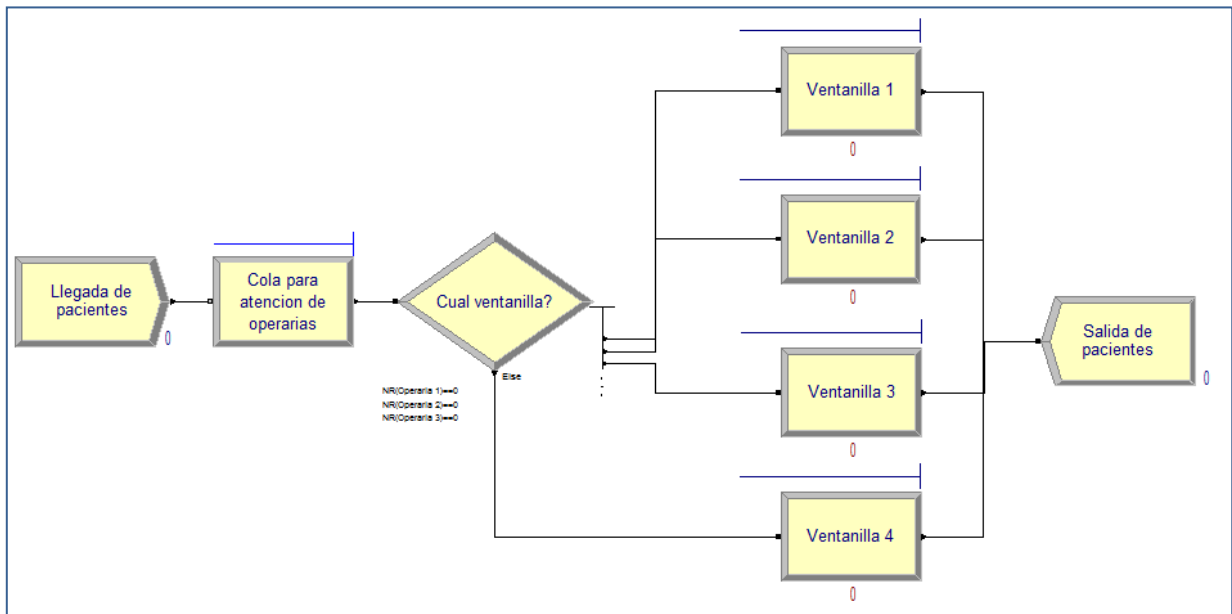 Llegada de
pacientes
0
Cola para
atencion de
operarias
Cual ventanilla?
Else
NR(Operaria 1)==0
NR(Operaria 2)==0
NR(Operaria 3)==0
Ventanilla 1
0
Ventanilla 2
0
Ventanilla 3
0
Ventanilla 4
0
Salida de
pacientes
0